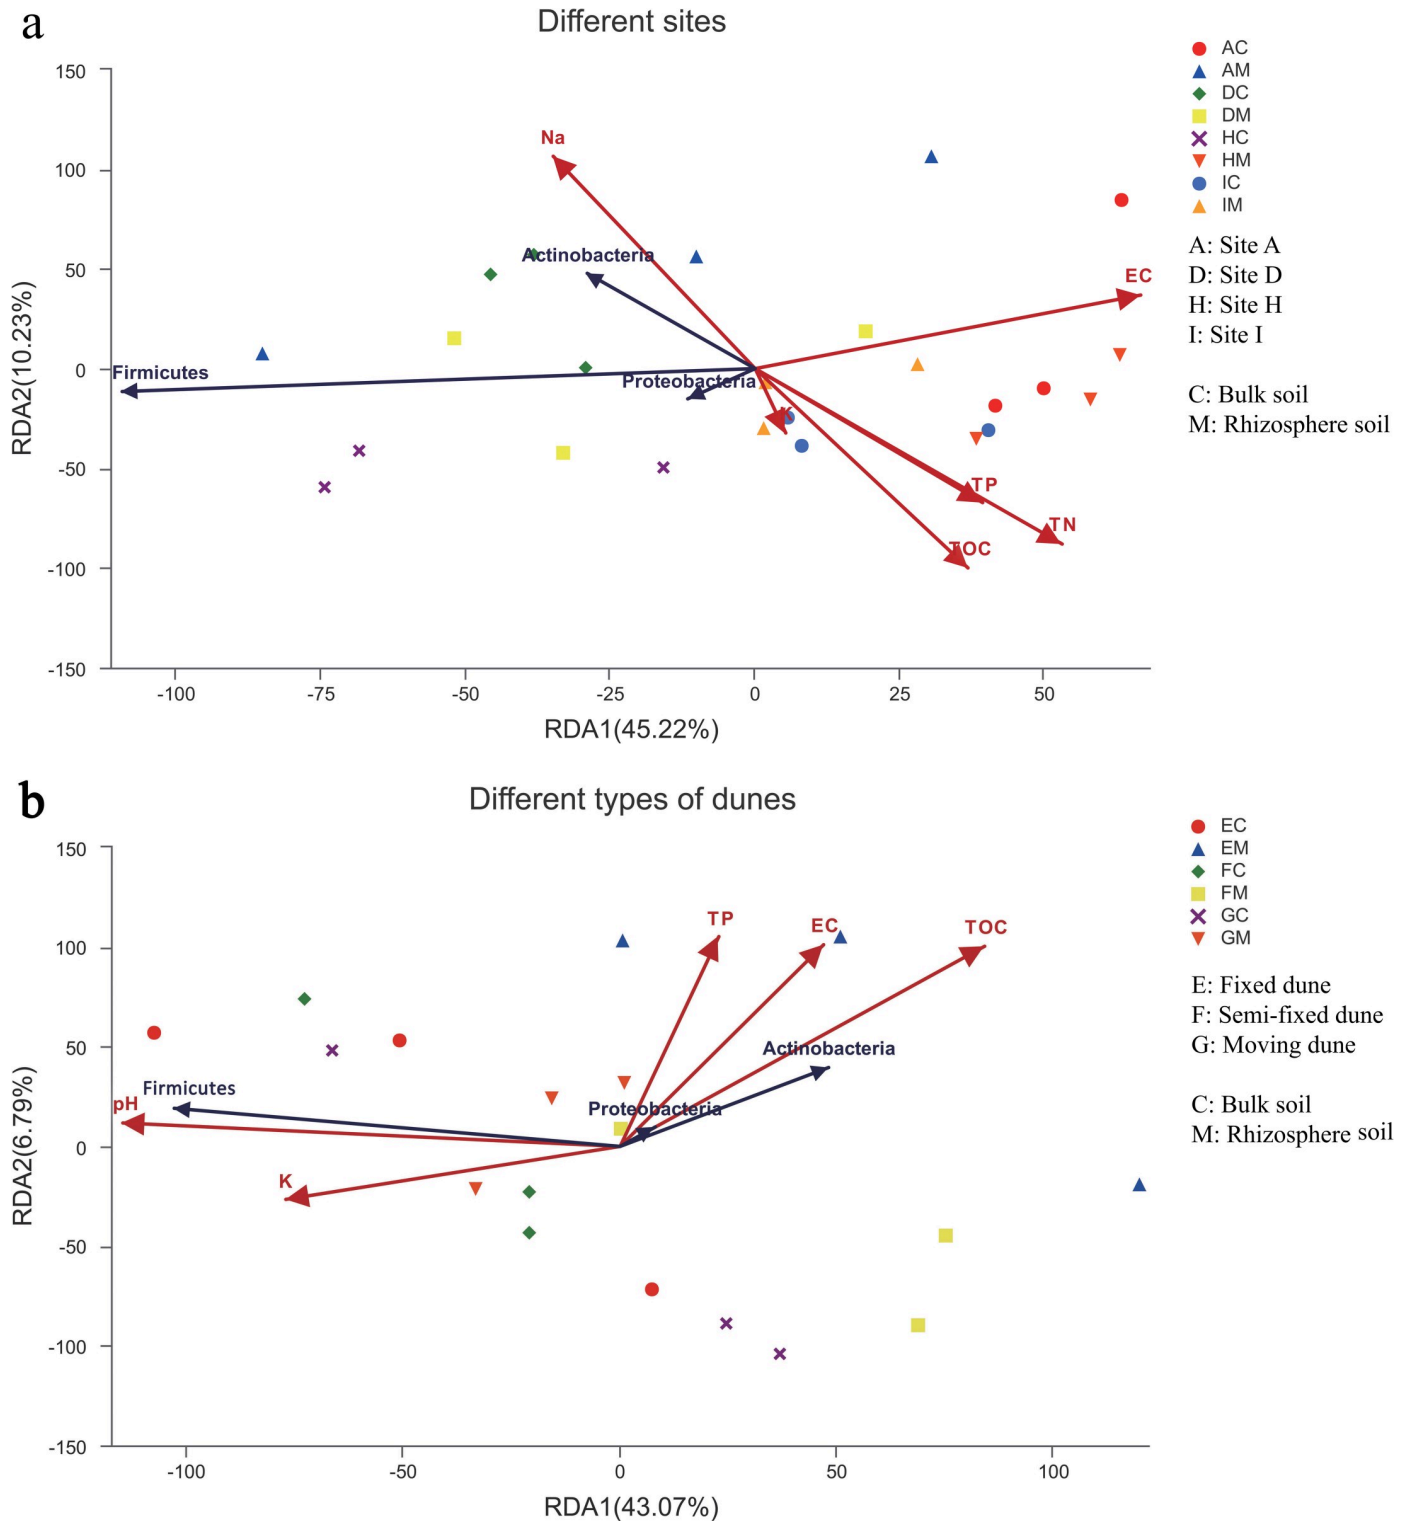 a
Different sites
AC
AM
DC
DM
HC
HM
IC
IM
A: Site A
D: Site D
H: Site H
I: Site I
C: Bulk soil
M: Rhizosphere soil
150
100
50
0
-50
-100
-150
RDA2(10.23%)
Na
Actinobacteria
EC
Firmicutes
Proteobacteria
K
TP
TN
TOC
-100
-75
-50
-25
0
25
50
RDA1(45.22%)
b
Different types of dunes
EC
EM
FC
FM
GC
GM
E: Fixed dune
F: Semi-fixed dune
G: Moving dune
C: Bulk soil
M: Rhizosphere soil
150
100
50
0
-50
-100
-150
RDA2(6.79%)
TP
EC
TOC
Actinobacteria
Firmicutes
pH
Proteobacteria
K
-100
-50
0
50
100
RDA1(43.07%)